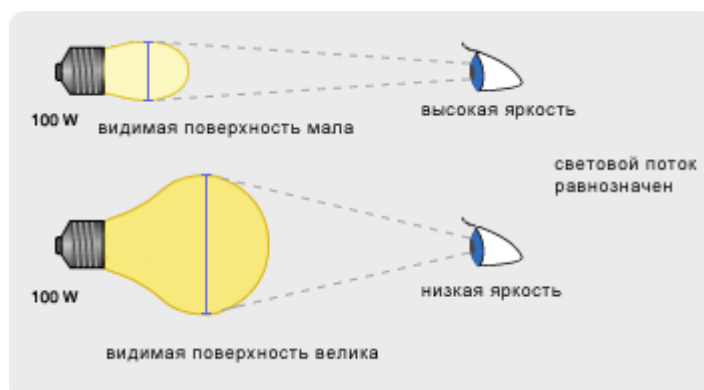 100 W
видимая поверхность мала
высокая яркость
световой поток
равнозначен
100 W
низкая яркость
видимая поверхность велика